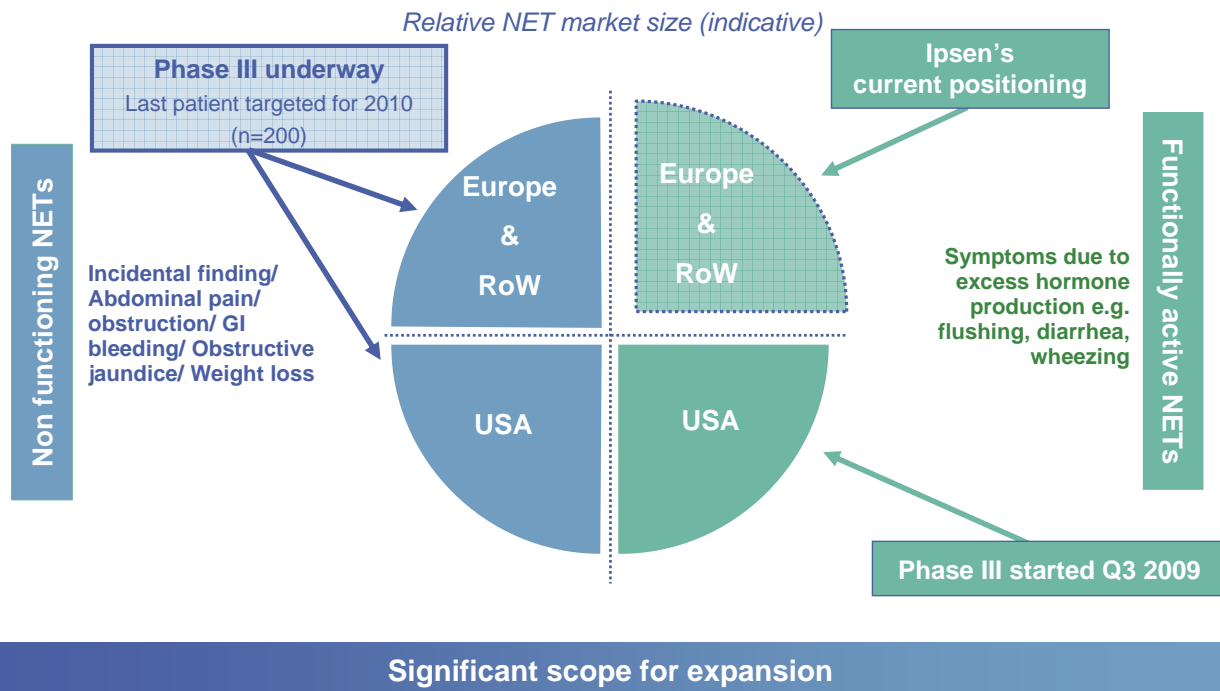 Relative NET market size (indicative)
Phase III underway
Last patient targeted for 2010
(n=200)
Ipsen's
current positioning
Non functioning NETs
Incidental finding/
Abdominal pain/
obstruction/ GI
bleeding/ Obstructive
jaundice/ Weight loss
Europe
&
RoW
Europe
&
RoW
Symptoms due to
excess hormone
production e.g.
flushing, diarrhea,
wheezing
Functionally active NETs
USA
USA
Phase III started Q3 2009
Significant scope for expansion